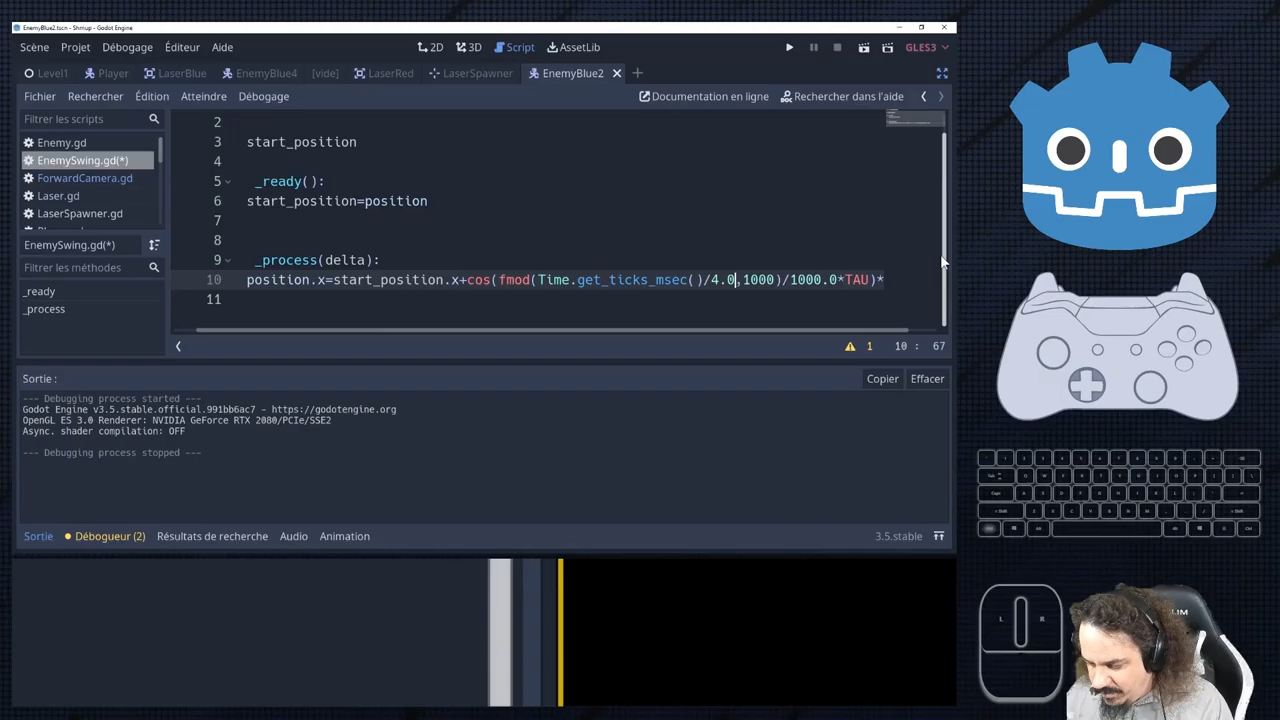 EnemyBlue2.tscn - Shmup - Godot Engine
Scène Projet Débogage Éditeur Aide
2D 3D Script AssetLib
GLES3
Level1 Player LaserBlue EnemyBlue4 [vide] LaserRed LaserSpawner EnemyBlue2
Fichier Rechercher Édition Atteindre Débogage
Documentation en ligne Rechercher dans l'aide
Filtrer les scripts
Enemy.gd
EnemySwing.gd(*)
ForwardCamera.gd
Laser.gd
LaserSpawner.gd
EnemySwing.gd(*)
Filtrer les méthodes
_ready
_process
2
3 start_position
4
5 _ready():
6 start_position=position
7
8
9 _process(delta):
10 position.x=start_position.x+cos(fmod(Time.get_ticks_msec()/4.0,1000)/1000.0*TAU)*
11
1 10 : 67
Sortie : Copier Effacer
--- Debugging process started ---
Godot Engine v3.5.stable.official.991bb6ac7 - https://godotengine.org
OpenGL ES 3.0 Renderer: NVIDIA GeForce RTX 2080/PCIe/SSE2
Async. shader compilation: OFF
--- Debugging process stopped ---
Sortie Débogueur (2) Résultats de recherche Audio Animation 3.5.stable
L R